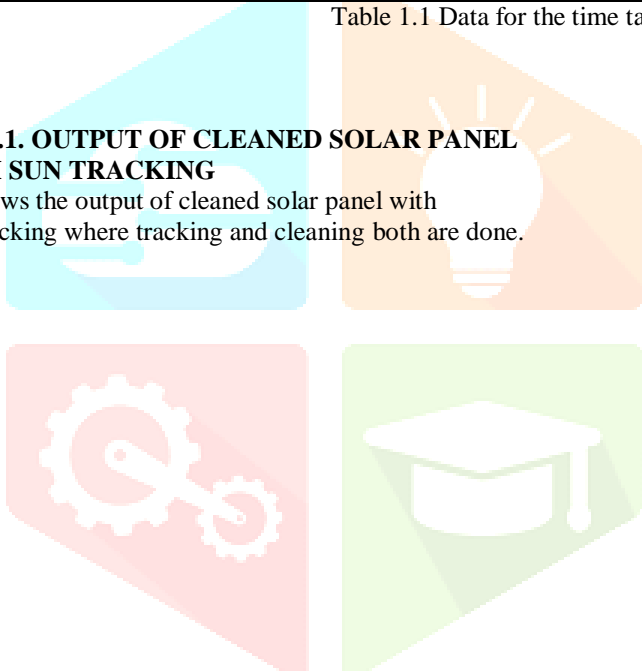 Table 1.1 Data for the time ta
.1. OUTPUT OF CLEANED SOLAR PANEL
SUN TRACKING
ws the output of cleaned solar panel with
cking where tracking and cleaning both are done.